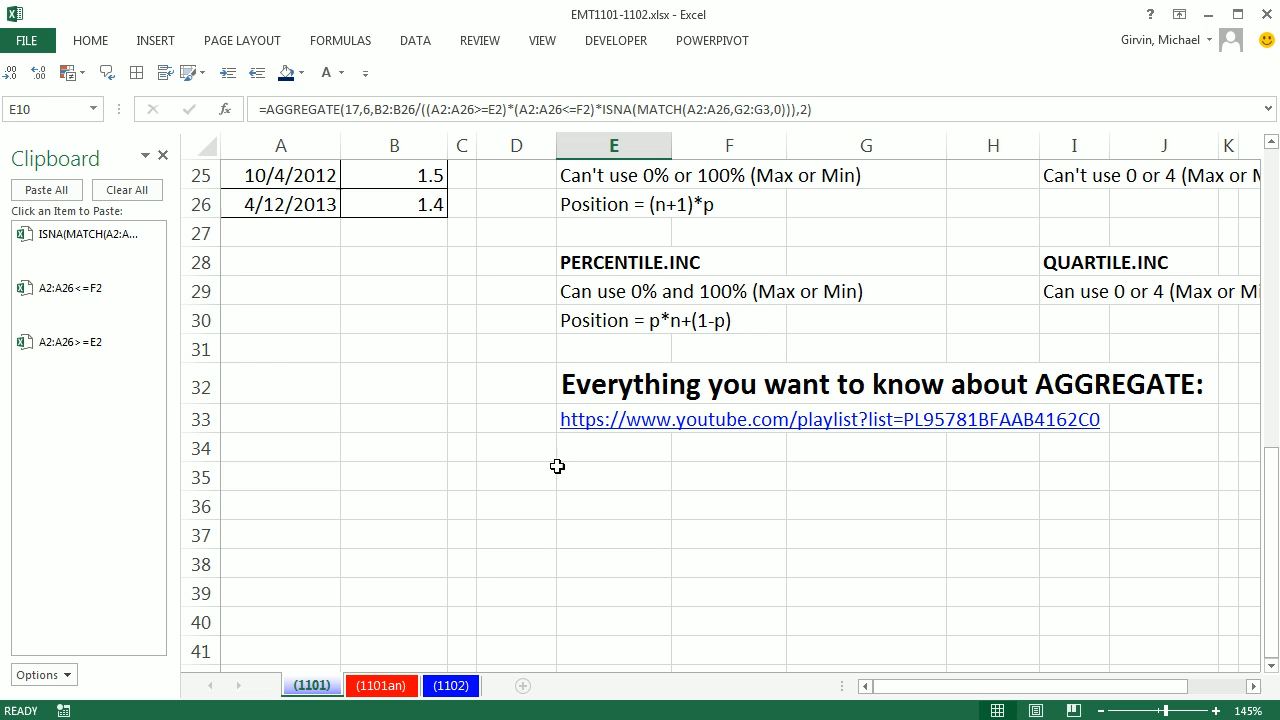 EMT1101-1102.xlsx - Excel
FILE HOME INSERT PAGE LAYOUT FORMULAS DATA REVIEW VIEW DEVELOPER POWERPIVOT Girvin, Michael
E10 =AGGREGATE(17,6,B2:B26/((A2:A26>=E2)*(A2:A26<=F2)*ISNA(MATCH(A2:A26,G2:G3,0))),2)
Clipboard
Paste All Clear All
Click an Item to Paste:
ISNA(MATCH(A2:A...
A2:A26<=F2
A2:A26>=E2
Options
A B C D E F G H I J K
25 10/4/2012 1.5 Can't use 0% or 100% (Max or Min) Can't use 0 or 4 (Max or M
26 4/12/2013 1.4 Position = (n+1)*p
27
28 PERCENTILE.INC QUARTILE.INC
29 Can use 0% and 100% (Max or Min) Can use 0 or 4 (Max or Mi
30 Position = p*n+(1-p)
31
32 Everything you want to know about AGGREGATE:
33 https://www.youtube.com/playlist?list=PL95781BFAAB4162C0
34
35
36
37
38
39
40
41
(1101) (1101an) (1102)
READY 145%